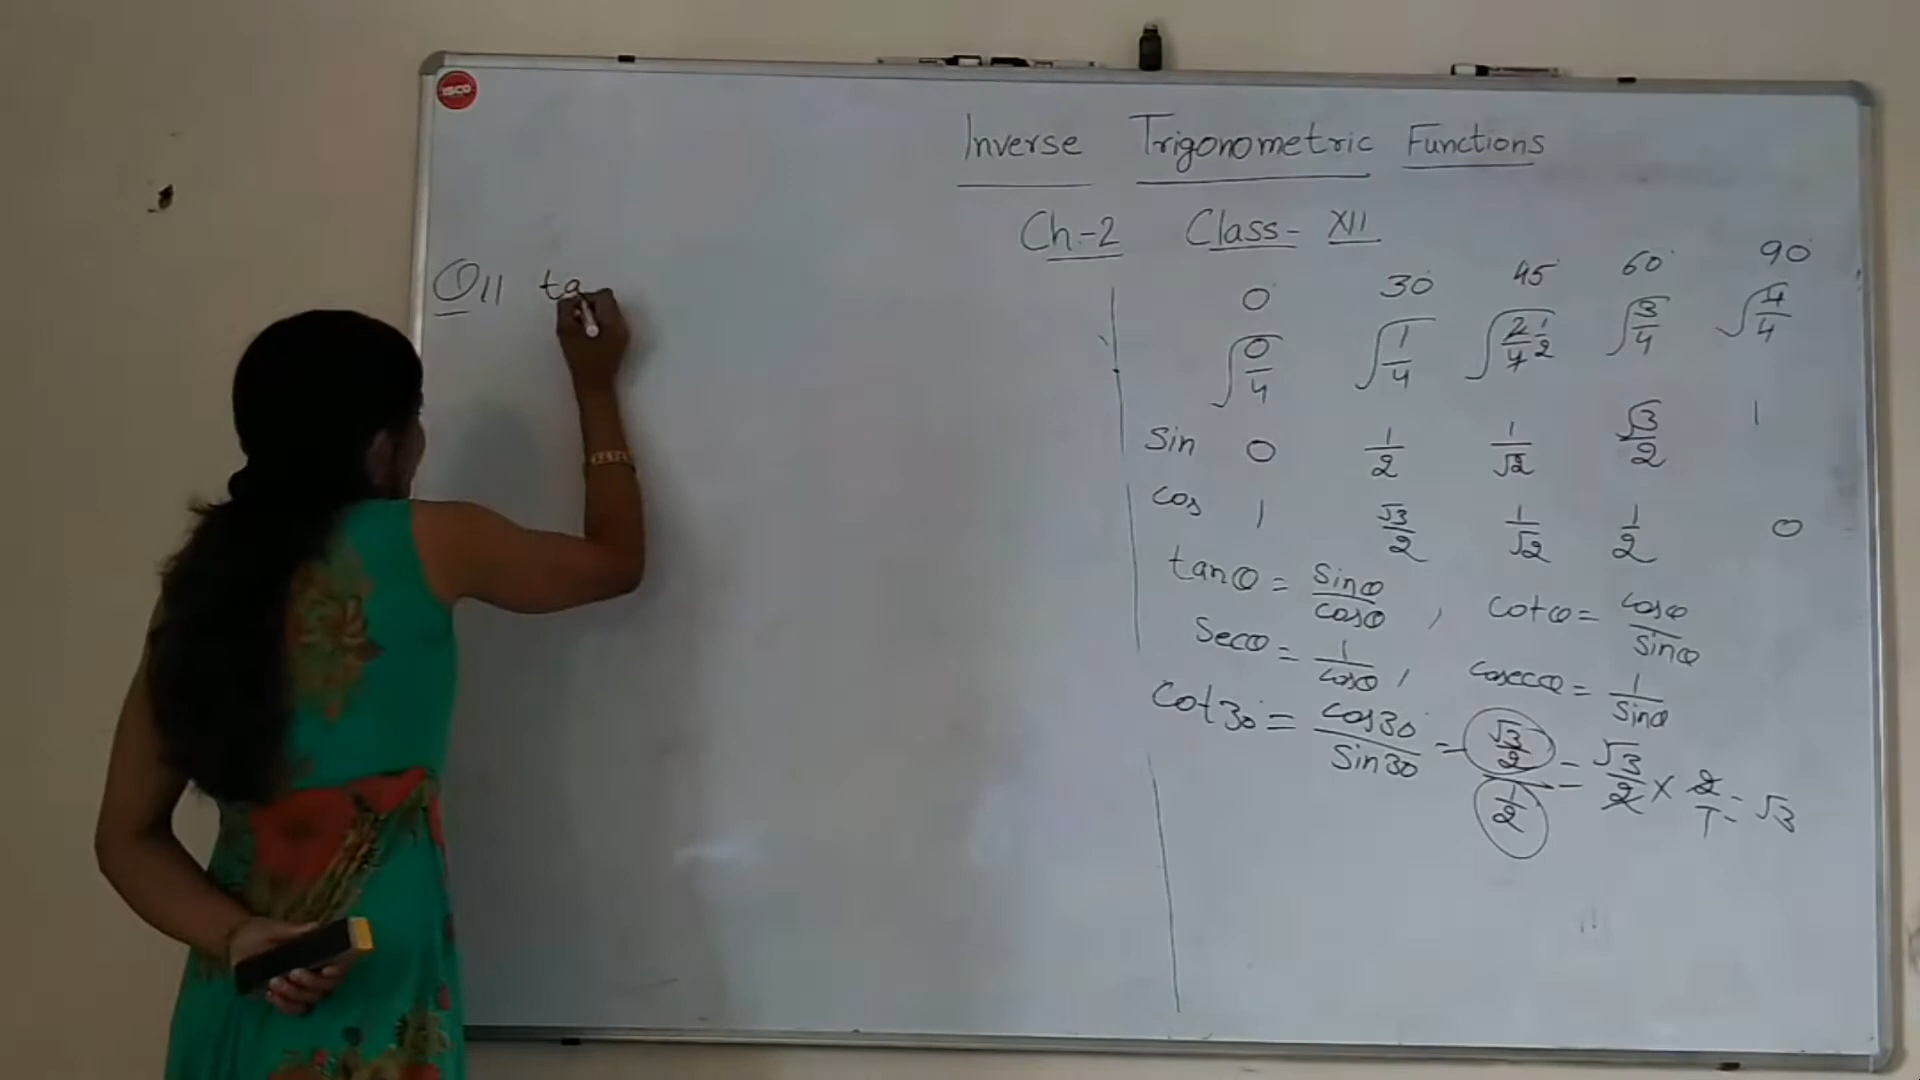 ISCO
Inverse Trigonometric Functions
Ch-2 Class- XII
Q11 ta
0° 30° 45° 60° 90°
√0/4 √1/4 √2/4 1/2 √3/4 √4/4
Sin 0 1/2 1/√2 √3/2 1
cos 1 √3/2 1/√2 1/2 0
tanθ = sinθ/cosθ , cotθ = cosθ/sinθ
Secθ = 1/cosθ , cosecθ = 1/sinθ
Cot30° = cos30°/Sin30 = √3/2 / 1/2 = √3/2 × 2/1 = √3